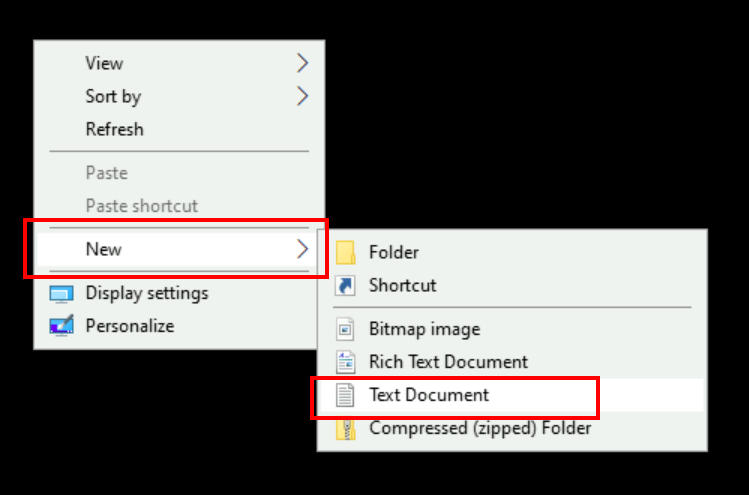 View
Sort by
Refresh
Paste
Paste shortcut
New
Display settings
Personalize
Folder
Shortcut
Bitmap image
Rich Text Document
Text Document
Compressed (zipped) Folder